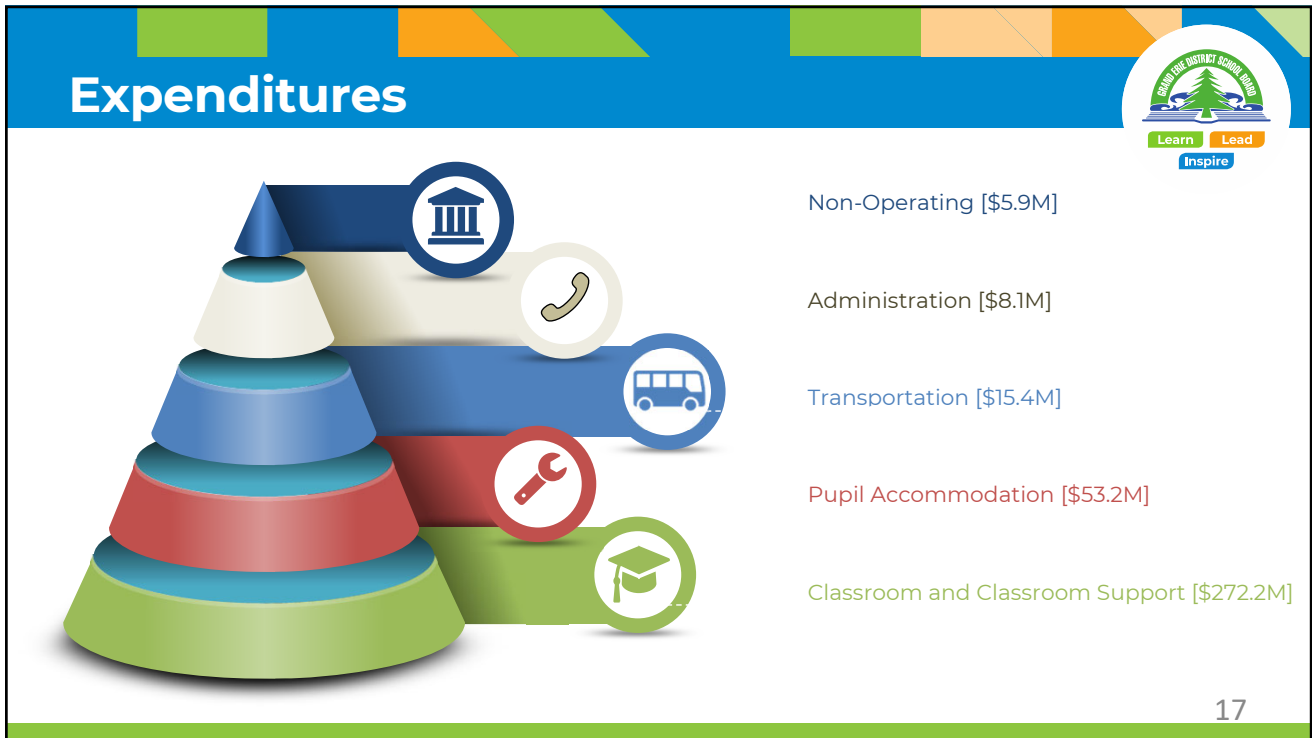 Expenditures
GRAND ERIE DISTRICT SCHOOL BOARD
Learn
Lead
Inspire
Non-Operating [$5.9M]
Administration [$8.1M]
Transportation [$15.4M]
Pupil Accommodation [$53.2M]
Classroom and Classroom Support [$272.2M]
17